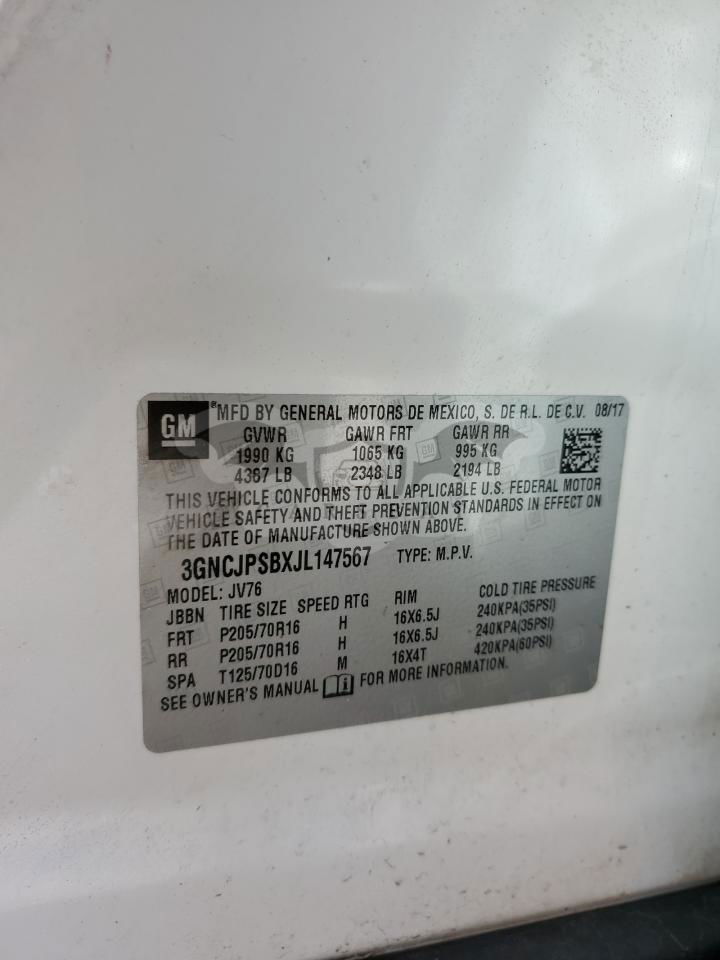 GM ®MFD BY GENERAL MOTORS DE MEXICO, S. DE R.L. DE C.V. 08/17
GVWR GAWR FRT GAWR RR
1990 KG 1065 KG 995 KG
4387 LB 2348 LB 2194 LB
THIS VEHICLE CONFORMS TO ALL APPLICABLE U.S. FEDERAL MOTOR
VEHICLE SAFETY AND THEFT PREVENTION STANDARDS IN EFFECT ON
THE DATE OF MANUFACTURE SHOWN ABOVE.
3GNCJPSBXJL147567 TYPE: M.P.V.
MODEL: JV76
JBBN TIRE SIZE SPEED RTG RIM COLD TIRE PRESSURE
FRT P205/70R16 H 16X6.5J 240KPA(35PSI)
RR P205/70R16 H 16X6.5J 240KPA(35PSI)
SPA T125/70D16 M 16X4T 420KPA(60PSI)
SEE OWNER'S MANUAL FOR MORE INFORMATION.